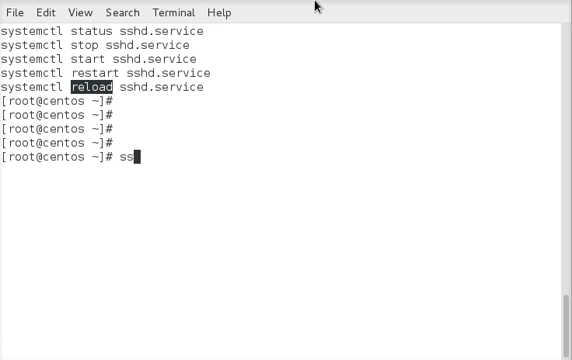 File Edit View Search Terminal Help
systemctl status sshd.service
systemctl stop sshd.service
systemctl start sshd.service
systemctl restart sshd.service
systemctl reload sshd.service
[root@centos ~]#
[root@centos ~]#
[root@centos ~]#
[root@centos ~]#
[root@centos ~]# ss